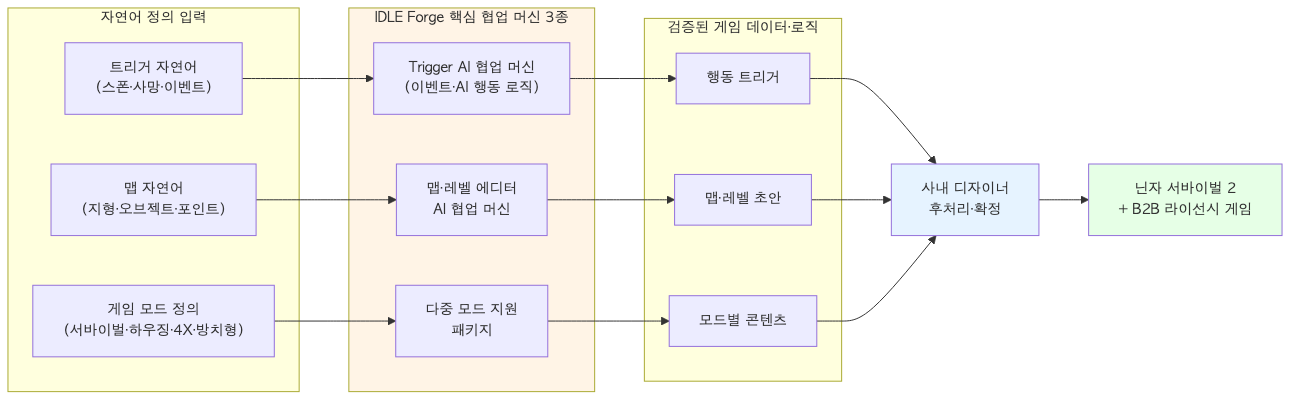 자연어 정의 입력
트리거 자연어
(스폰·사망·이벤트)
맵 자연어
(지형·오브젝트·포인트)
게임 모드 정의
(서바이벌·하우징·4X·방치형)
IDLE Forge 핵심 협업 머신 3종
Trigger AI 협업 머신
(이벤트·AI 행동 로직)
맵·레벨 에디터
AI 협업 머신
다중 모드 지원
패키지
검증된 게임 데이터·로직
행동 트리거
맵·레벨 초안
모드별 콘텐츠
사내 디자이너
후처리·확정
닌자 서바이벌 2
+ B2B 라이선시 게임